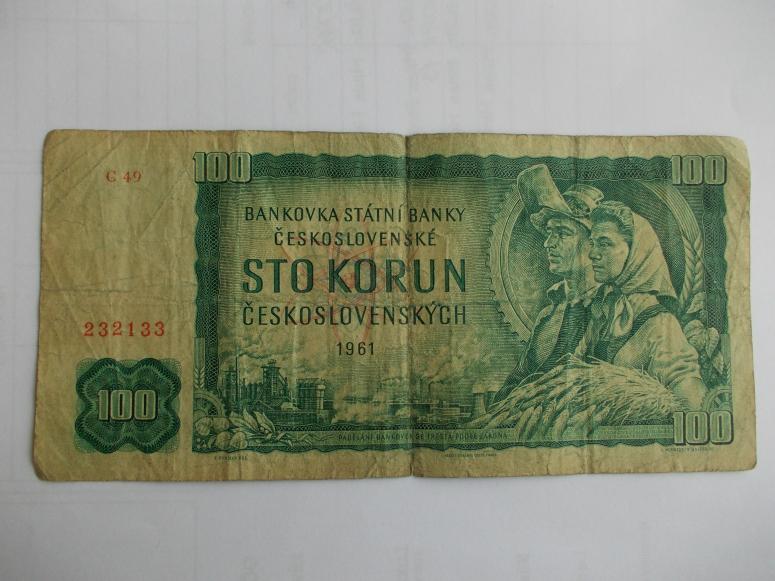 C 49
100
100
BANKOVKA STÁTNÍ BANKY
ČESKOSLOVENSKÉ
STO KORUN
ČESKOSLOVENSKÝCH
232133
1961
100
100
PADĚLÁNÍ BANKOVEK SE TRESTÁ PODLE ZÁKONA